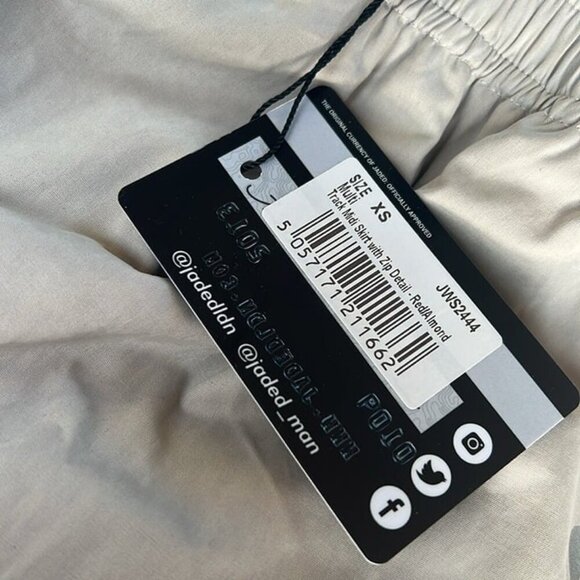 THE ORIGINAL CURRENCY OF JADED. OFFICIALLY APPROVED
SIZE XS
JWS2444
Multi
Track Midi Skirt with Zip Detail -Red/Almond
5 057171 211662
@jadedldn
@jaded_man